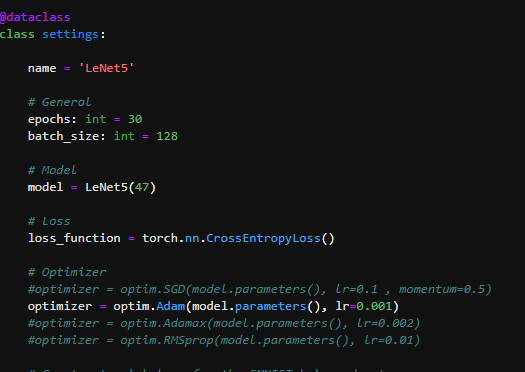 @dataclass
class settings:
name = 'LeNet5'
# General
epochs: int = 30
batch_size: int = 128
# Model
model = LeNet5(47)
# Loss
loss_function = torch.nn.CrossEntropyLoss()
# Optimizer
#optimizer = optim.SGD(model.parameters(), lr=0.1 , momentum=0.5)
optimizer = optim.Adam(model.parameters(), lr=0.001)
#optimizer = optim.Adamax(model.parameters(), lr=0.002)
#optimizer = optim.RMSprop(model.parameters(), lr=0.01)